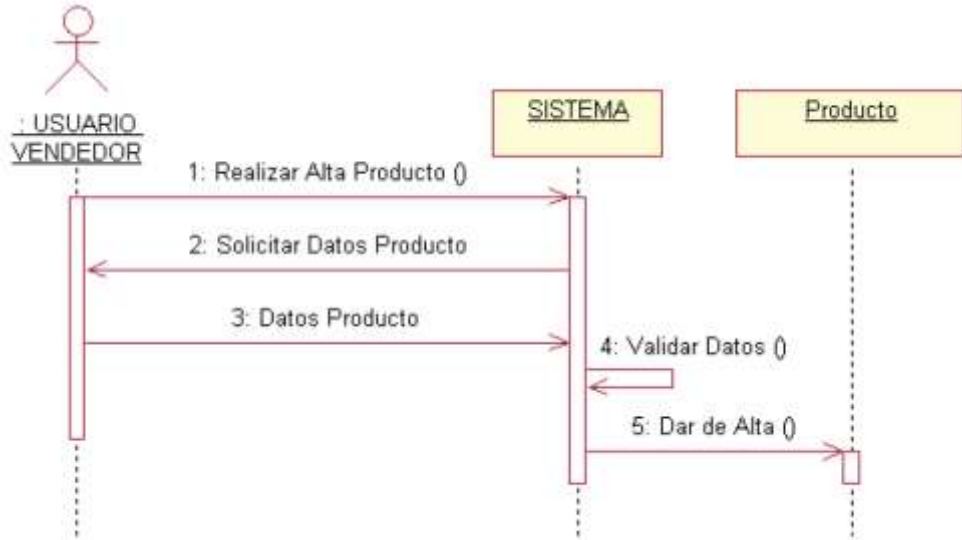 : USUARIO
VENDEDOR
SISTEMA
Producto
1: Realizar Alta Producto ()
2: Solicitar Datos Producto
3: Datos Producto
4: Validar Datos ()
5: Dar de Alta ()